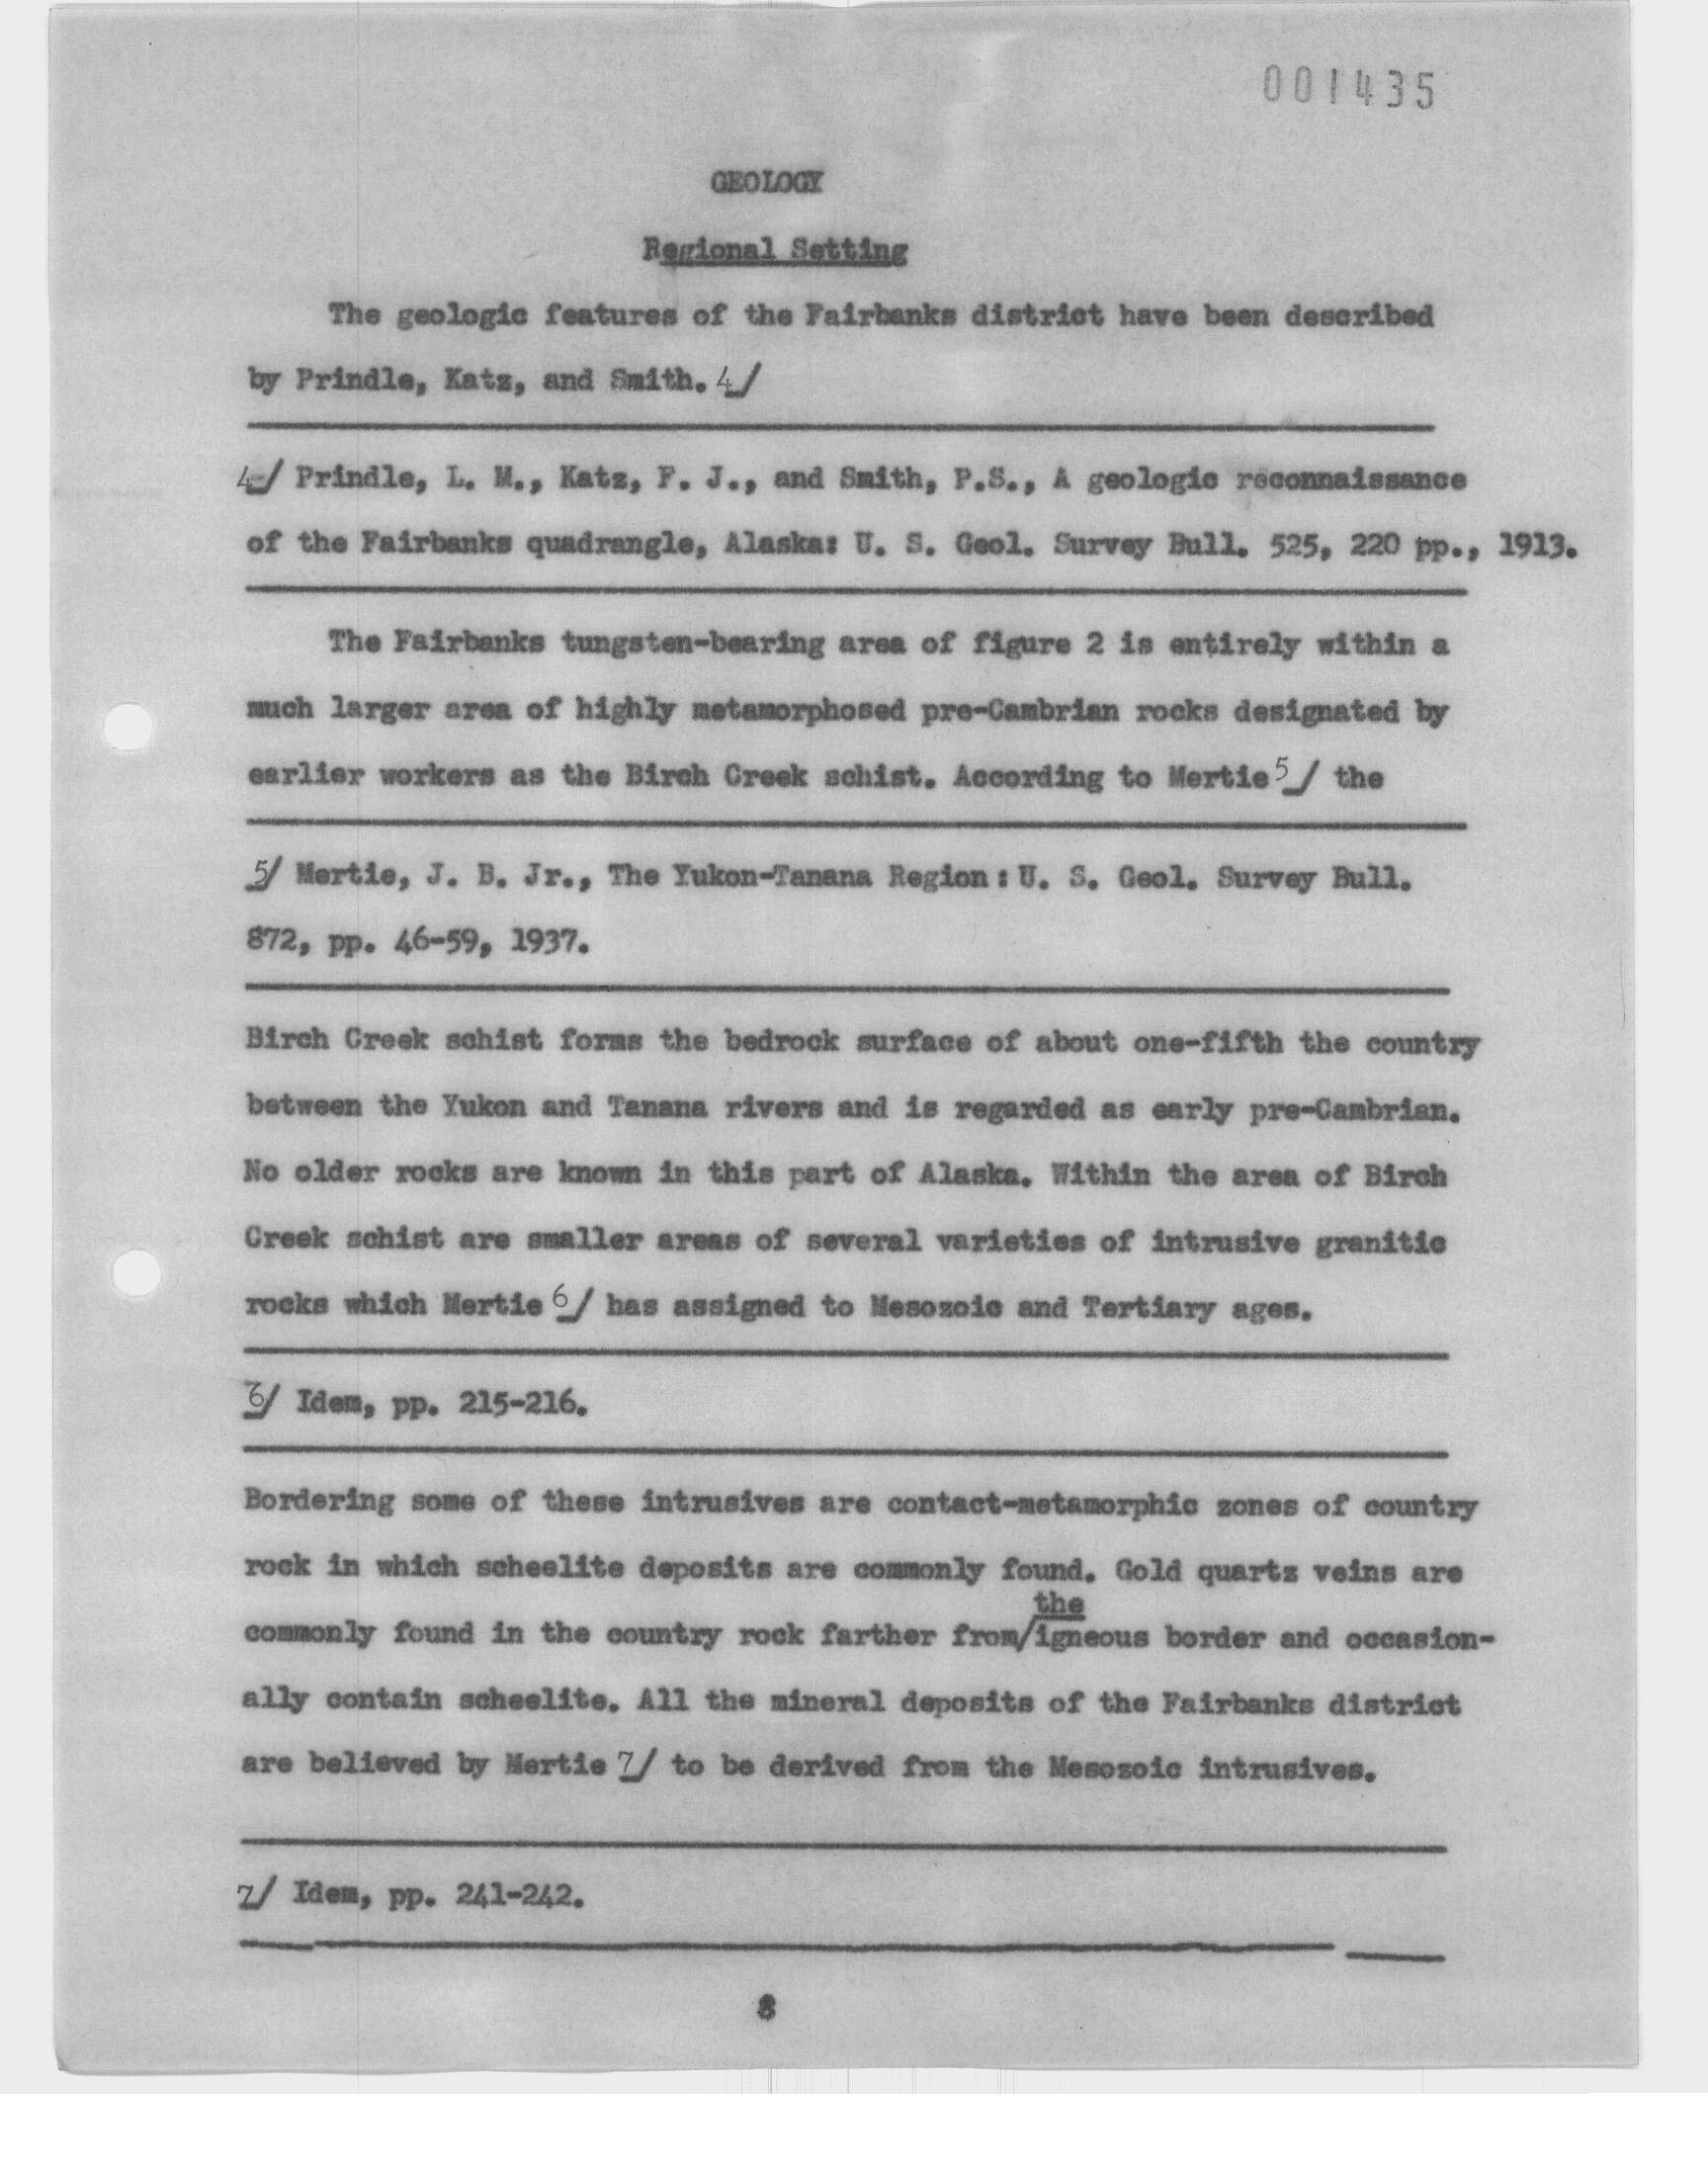 001435
GEOLOGY
Regional Setting
The geologic features of the Fairbanks district have been described
by Prindle, Katz, and Smith. 4/
4/ Prindle, L. M., Katz, F. J., and Smith, P.S., A geologic reconnaissance
of the Fairbanks quadrangle, Alaska: U. S. Geol. Survey Bull. 525, 220 pp., 1913.
The Fairbanks tungsten-bearing area of figure 2 is entirely within a
much larger area of highly metamorphosed pre-Cambrian rocks designated by
earlier workers as the Birch Creek schist. According to Mertie 5/ the
5/ Mertie, J. B. Jr., The Yukon-Tanana Region: U. S. Geol. Survey Bull.
872, pp. 46-59, 1937.
Birch Creek schist forms the bedrock surface of about one-fifth the country
between the Yukon and Tanana rivers and is regarded as early pre-Cambrian.
No older rocks are known in this part of Alaska. Within the area of Birch
Creek schist are smaller areas of several varieties of intrusive granitic
rocks which Mertie 6/ has assigned to Mesozoic and Tertiary ages.
6/ Idem, pp. 215-216.
Bordering some of these intrusives are contact-metamorphic zones of country
rock in which scheelite deposits are commonly found. Gold quartz veins are
the
commonly found in the country rock farther from/igneous border and occasion-
ally contain scheelite. All the mineral deposits of the Fairbanks district
are believed by Mertie 7/ to be derived from the Mesozoic intrusives.
7/ Idem, pp. 241-242.
8